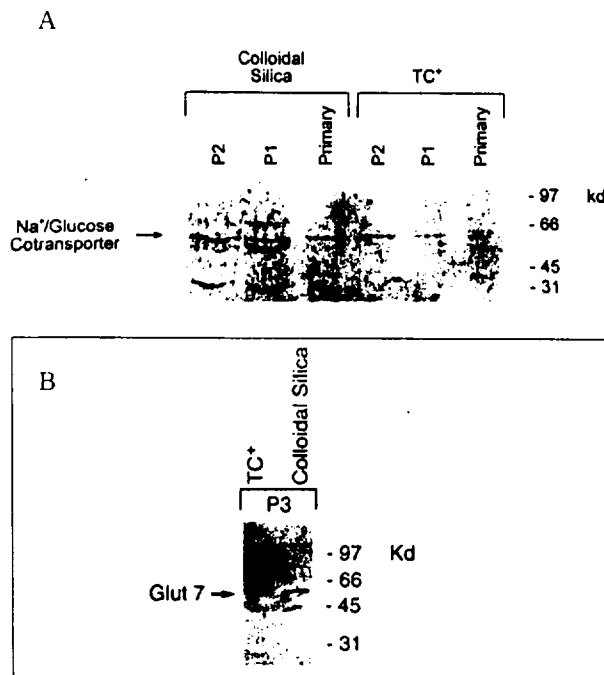 A
Colloidal
Silica
TC⁺
P2
P1
Primary
P2
P1
Primary
- 97 kd
- 66
Na⁺/Glucose
Cotransporter
- 45
- 31
B
TC⁺
Colloidal Silica
P3
- 97 Kd
- 66
Glut 7
- 45
- 31